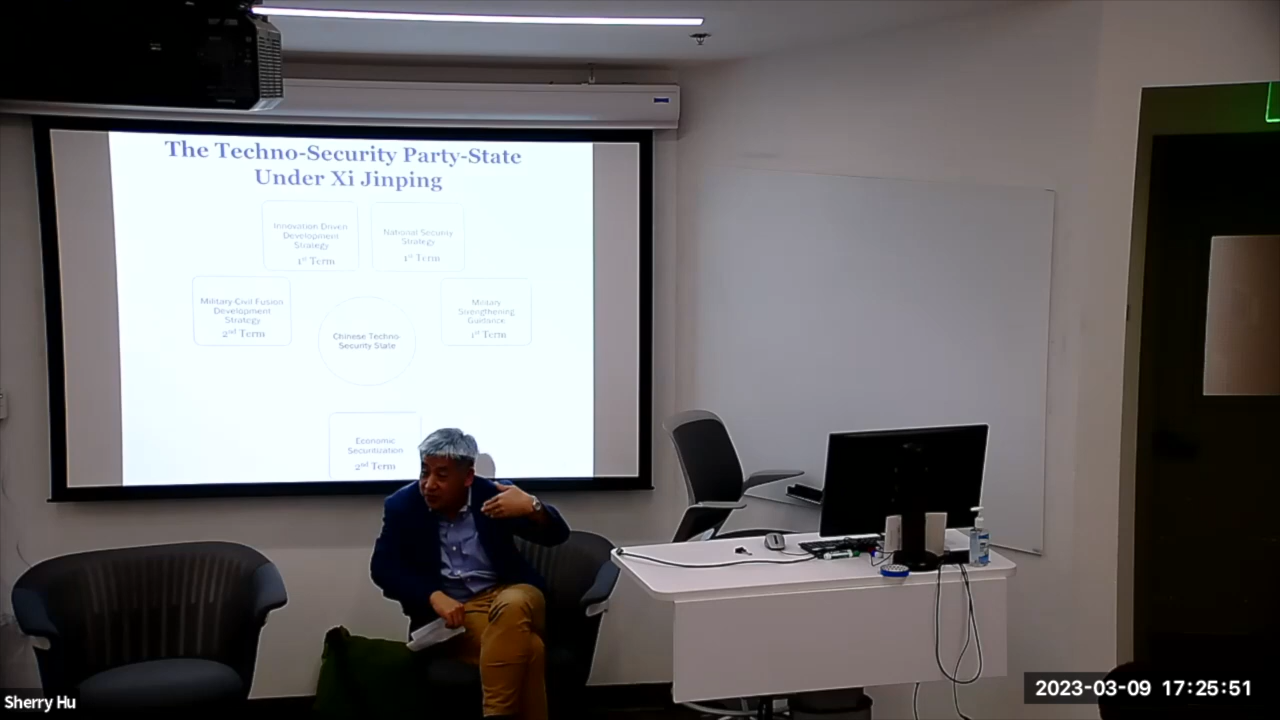 The Techno-Security Party-State
Under Xi Jinping
Innovation Driven
Development
Strategy
1st Term
National Security
Strategy
1st Term
Military-Civil Fusion
Development
Strategy
2nd Term
Military
Strengthening
Guidance
1st Term
Chinese Techno-
Security State
Economic
Securitization
2nd Term
Sherry Hu
2023-03-09 17:25:51